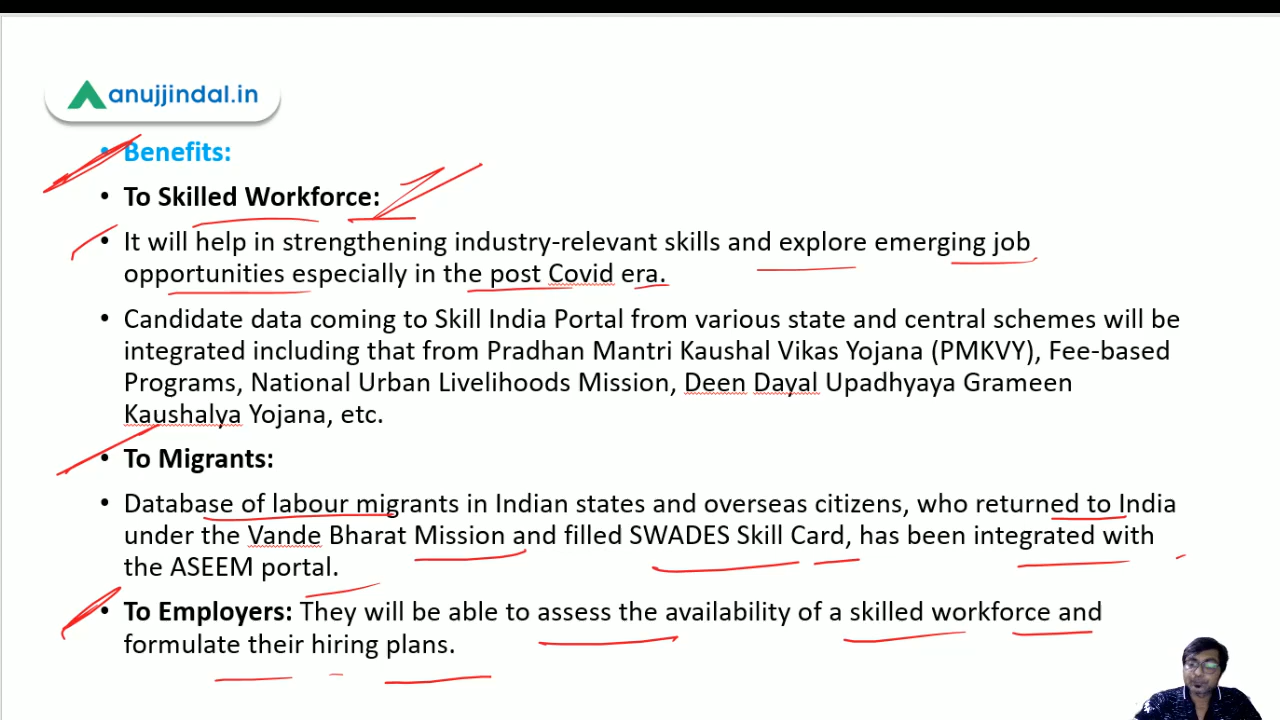 anujjindal.in
• Benefits:
• To Skilled Workforce:
• It will help in strengthening industry-relevant skills and explore emerging job
opportunities especially in the post Covid era.
• Candidate data coming to Skill India Portal from various state and central schemes will be
integrated including that from Pradhan Mantri Kaushal Vikas Yojana (PMKVY), Fee-based
Programs, National Urban Livelihoods Mission, Deen Dayal Upadhyaya Grameen
Kaushalya Yojana, etc.
• To Migrants:
• Database of labour migrants in Indian states and overseas citizens, who returned to India
under the Vande Bharat Mission and filled SWADES Skill Card, has been integrated with
the ASEEM portal.
• To Employers: They will be able to assess the availability of a skilled workforce and
formulate their hiring plans.